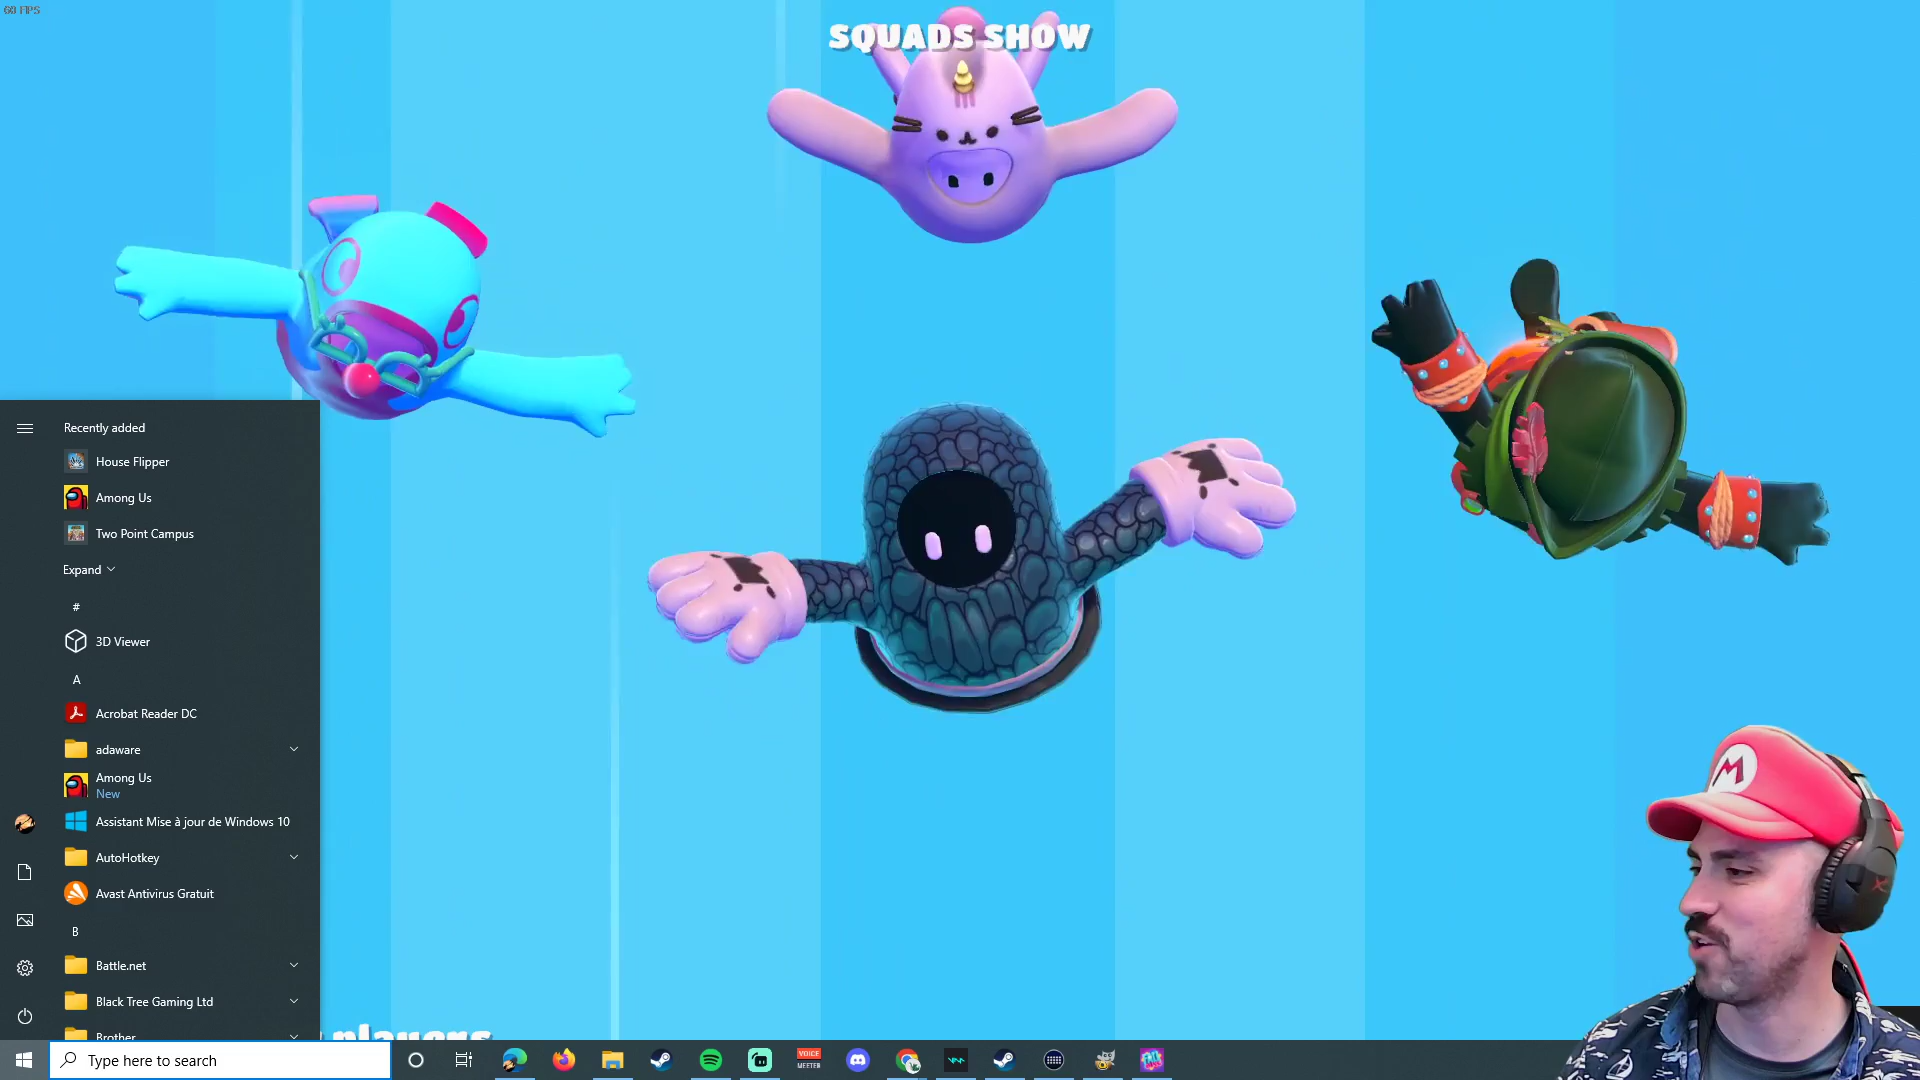 60 FPS
SQUADS SHOW
Recently added
House Flipper
Among Us
Two Point Campus
Expand
#
3D Viewer
A
Acrobat Reader DC
adaware
Among Us
New
Assistant Mise à jour de Windows 10
AutoHotkey
Avast Antivirus Gratuit
B
Battle.net
Black Tree Gaming Ltd
Brother
players
Type here to search
VOICE
MEETER
M